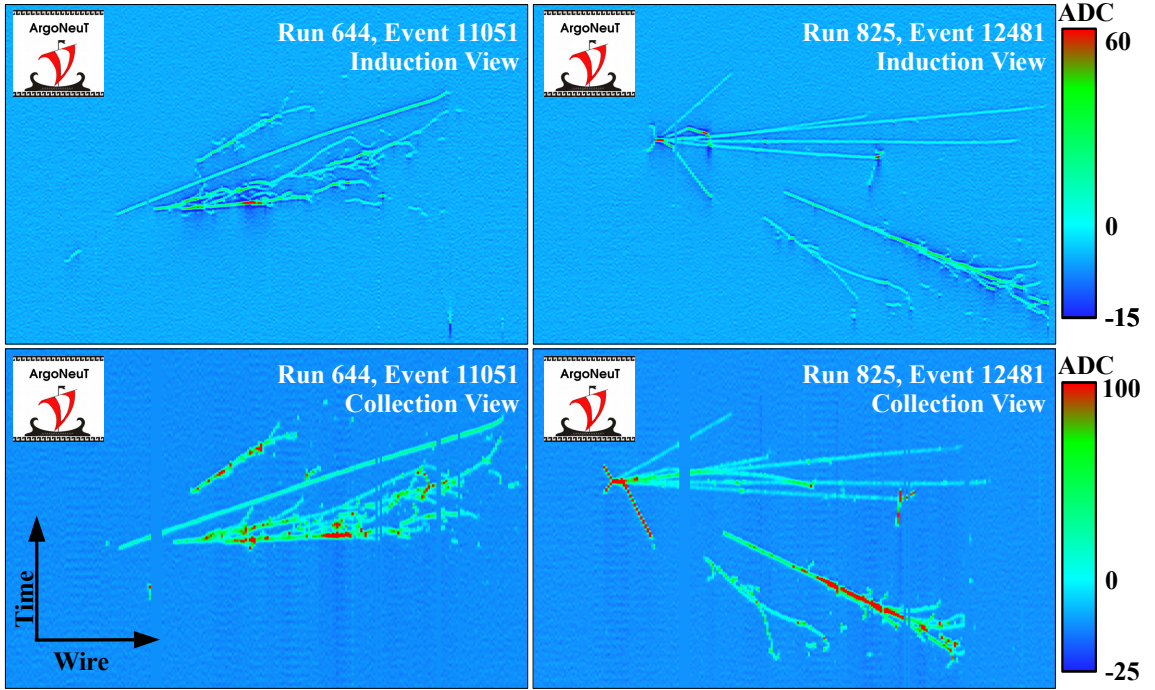 ArgoNeuT
Run 644, Event 11051
Induction View
ArgoNeuT
Run 825, Event 12481
Induction View
ADC
60
0
-15
ArgoNeuT
Run 644, Event 11051
Collection View
Time
Wire
ArgoNeuT
Run 825, Event 12481
Collection View
ADC
100
0
-25